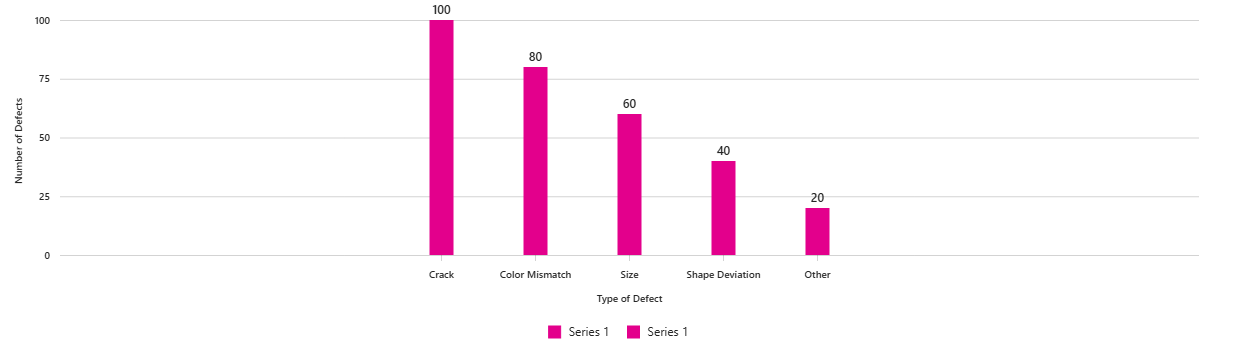 100
100
80
75
60
Number of Defects
50
40
25
20
0
Crack Color Mismatch Size Shape Deviation Other
Type of Defect
Series 1 Series 1